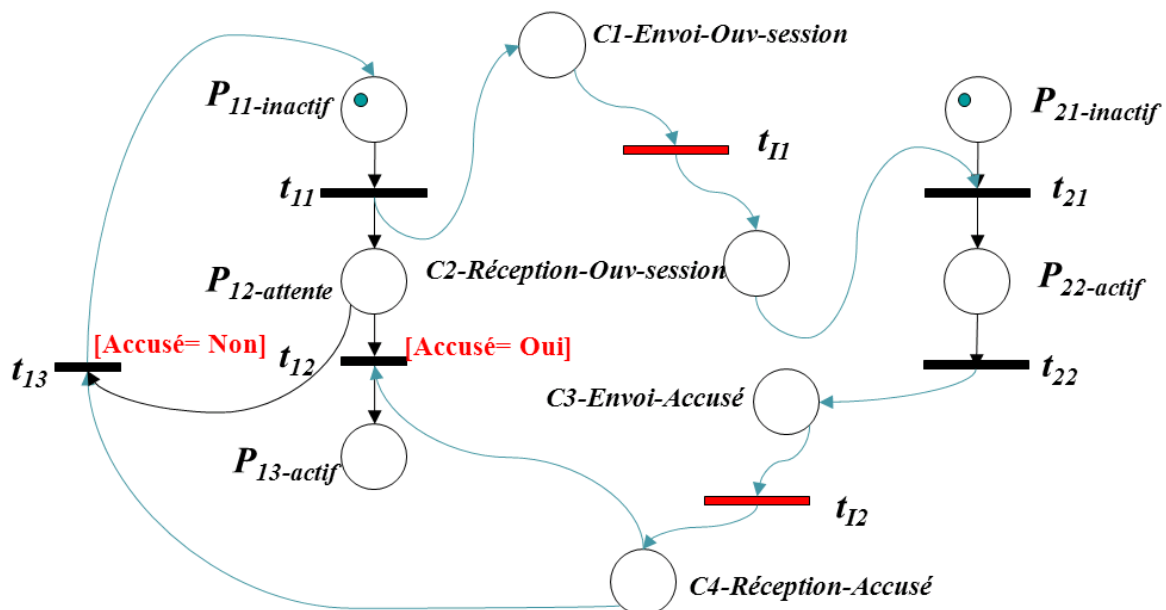 C1-Envoi-Ouv-session
P11-inactif
P21-inactif
tI1
t11
t21
C2-Réception-Ouv-session
P12-attente
P22-actif
[Accusé= Non]
t12
[Accusé= Oui]
t13
t22
C3-Envoi-Accusé
P13-actif
tI2
C4-Réception-Accusé